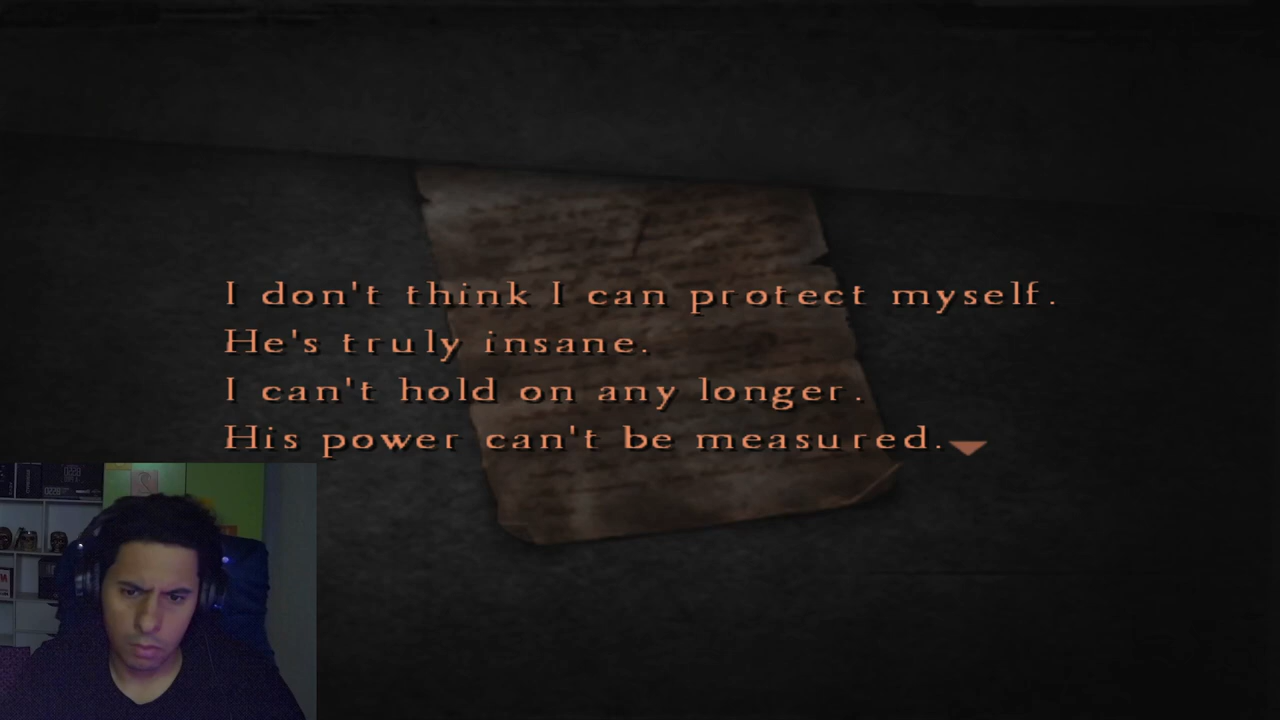 I don't think I can protect myself.
He's truly insane.
I can't hold on any longer.
His power can't be measured.